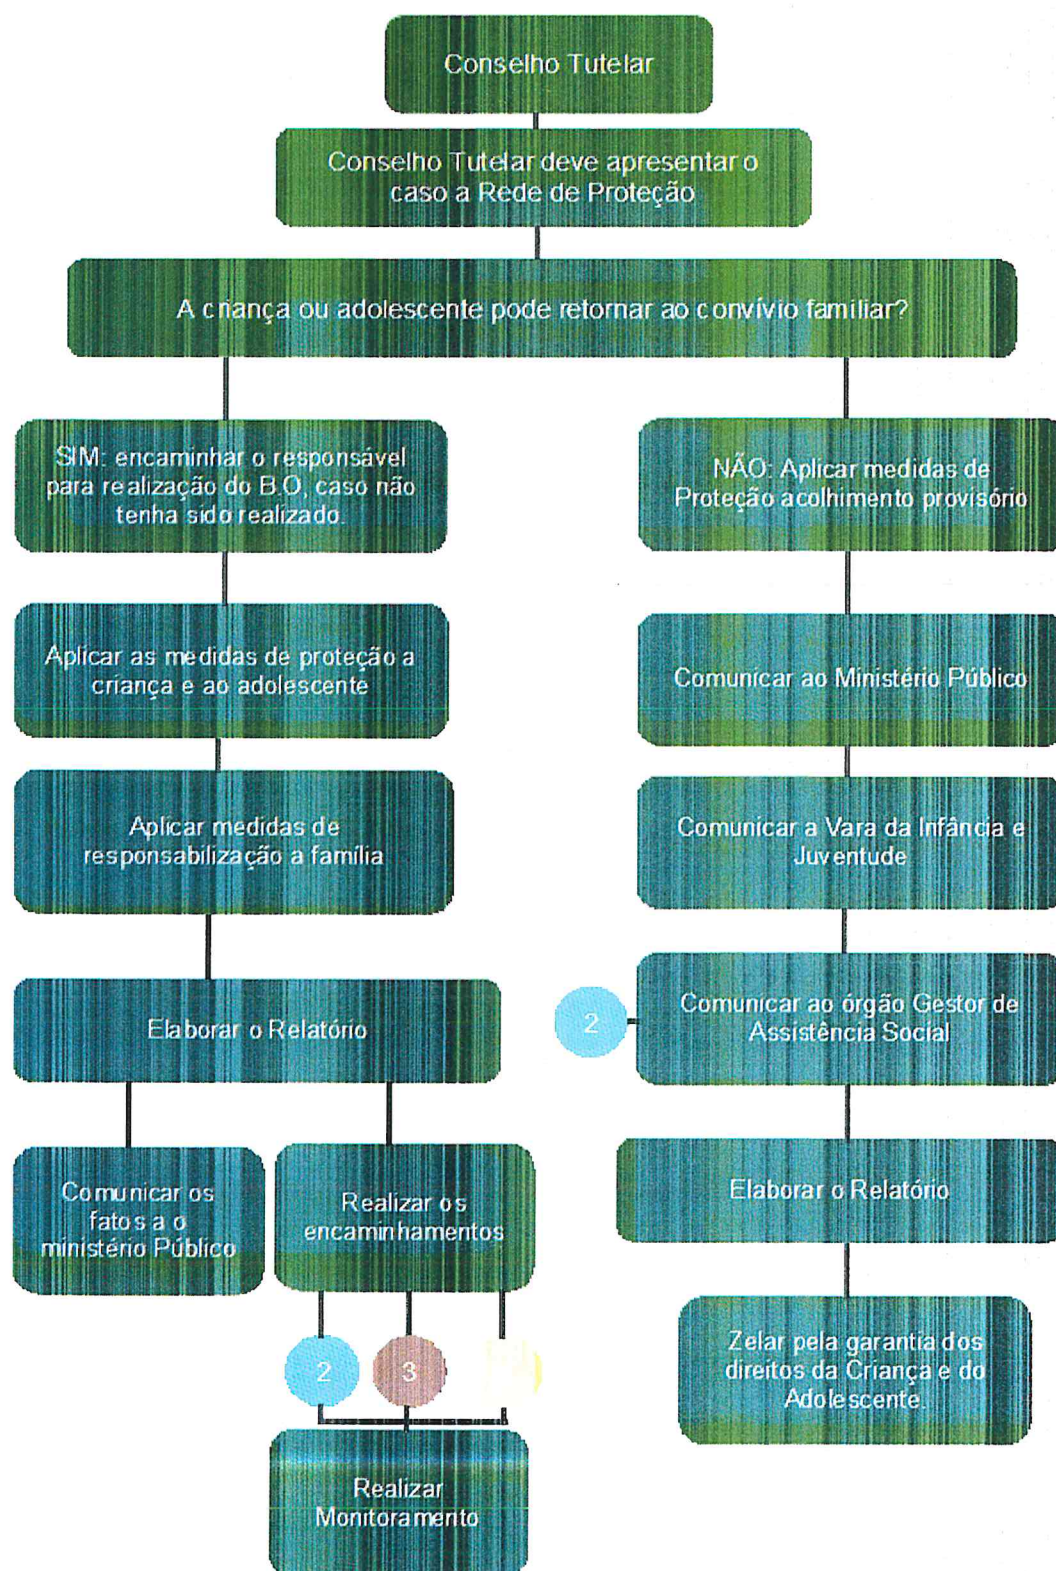 Conselho Tutelar
Conselho Tutelar deve apresentar o
caso a Rede de Proteção
A criança ou adolescente pode retornar ao convívio familiar?
SIM: encaminhar o responsável
para realização do B.O, caso não
tenha sido realizado.
Aplicar as medidas de proteção a
criança e ao adolescente
Aplicar medidas de
responsabilização a família
Elaborar o Relatório
Comunicar os
fatos a o
ministério Público
Realizar os
encaminhamentos
2
3
Realizar
Monitoramento
NÃO: Aplicar medidas de
Proteção acolhimento provisório
Comunicar ao Ministério Público
Comunicar a Vara da Infância e
Juventude
2
Comunicar ao órgão Gestor de
Assistência Social
Elaborar o Relatório
Zelar pela garantia dos
direitos da Criança e do
Adolescente.